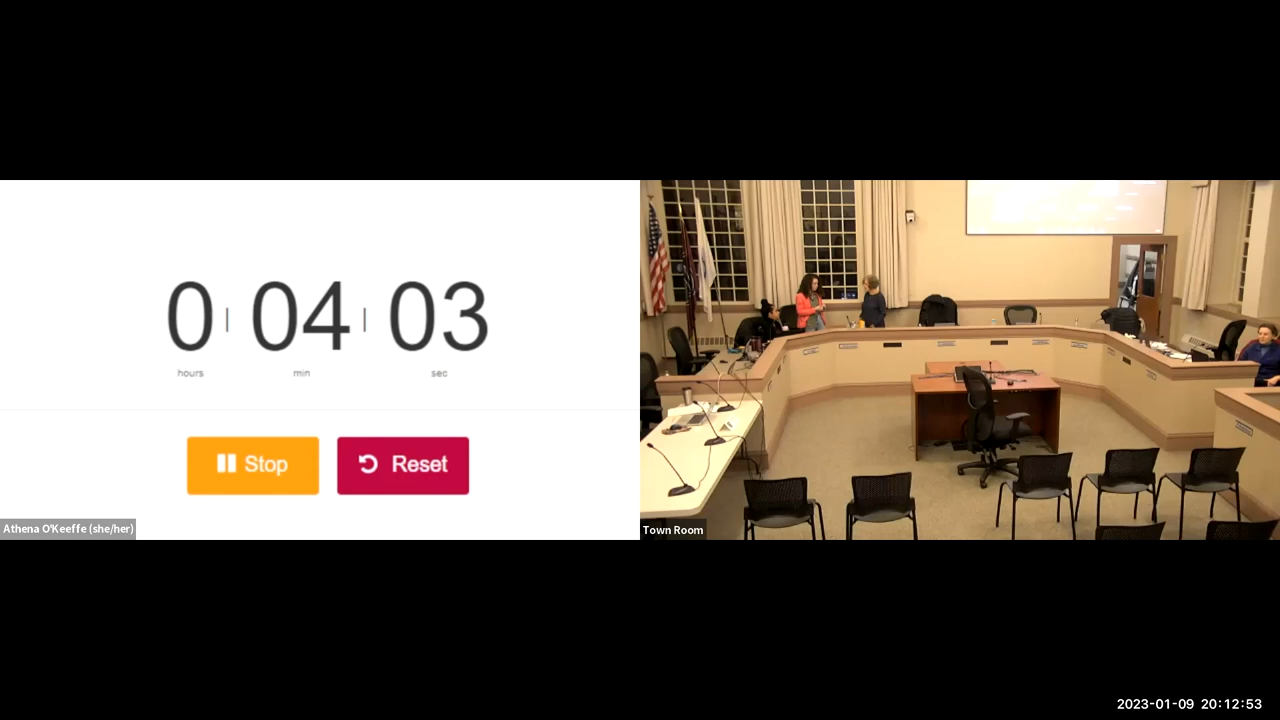 0 04 03
hours min sec
Stop Reset
Athena O'Keeffe (she/her)
Town Room
2023-01-09 20:12:53